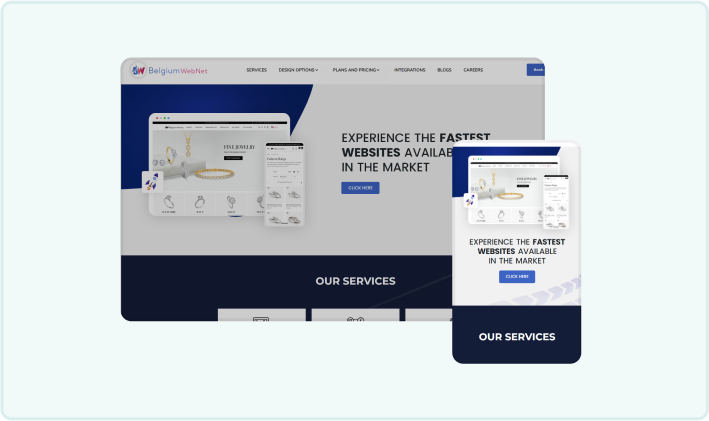 BelgiumWebNet
SERVICES DESIGN OPTIONS PLANS AND PRICING INTEGRATIONS BLOGS CAREERS Book
EXPERIENCE THE FASTEST
WEBSITES AVAILABLE
IN THE MARKET
CLICK HERE
FINE JEWELRY
OUR SERVICES
FINE JEWELRY
EXPERIENCE THE FASTEST
WEBSITES AVAILABLE
IN THE MARKET
CLICK HERE
OUR SERVICES